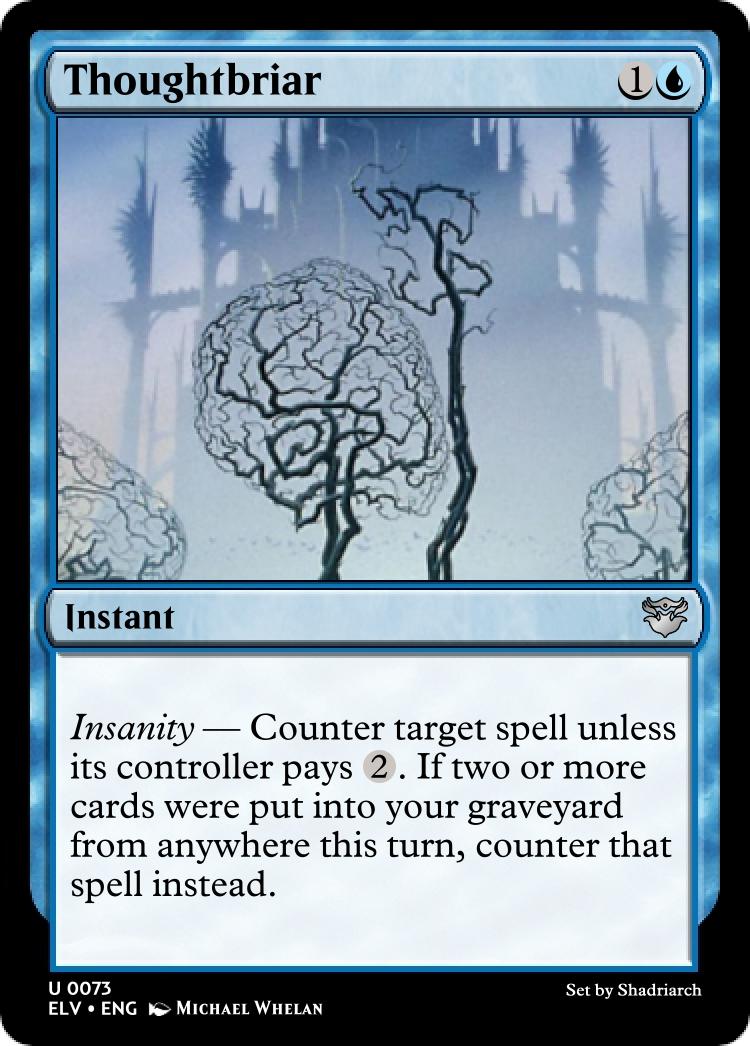 Thoughtbriar 1
Instant
Insanity — Counter target spell unless
its controller pays 2. If two or more
cards were put into your graveyard
from anywhere this turn, counter that
spell instead.
U 0073
ELV • ENG MICHAEL WHELAN
Set by Shadriarch